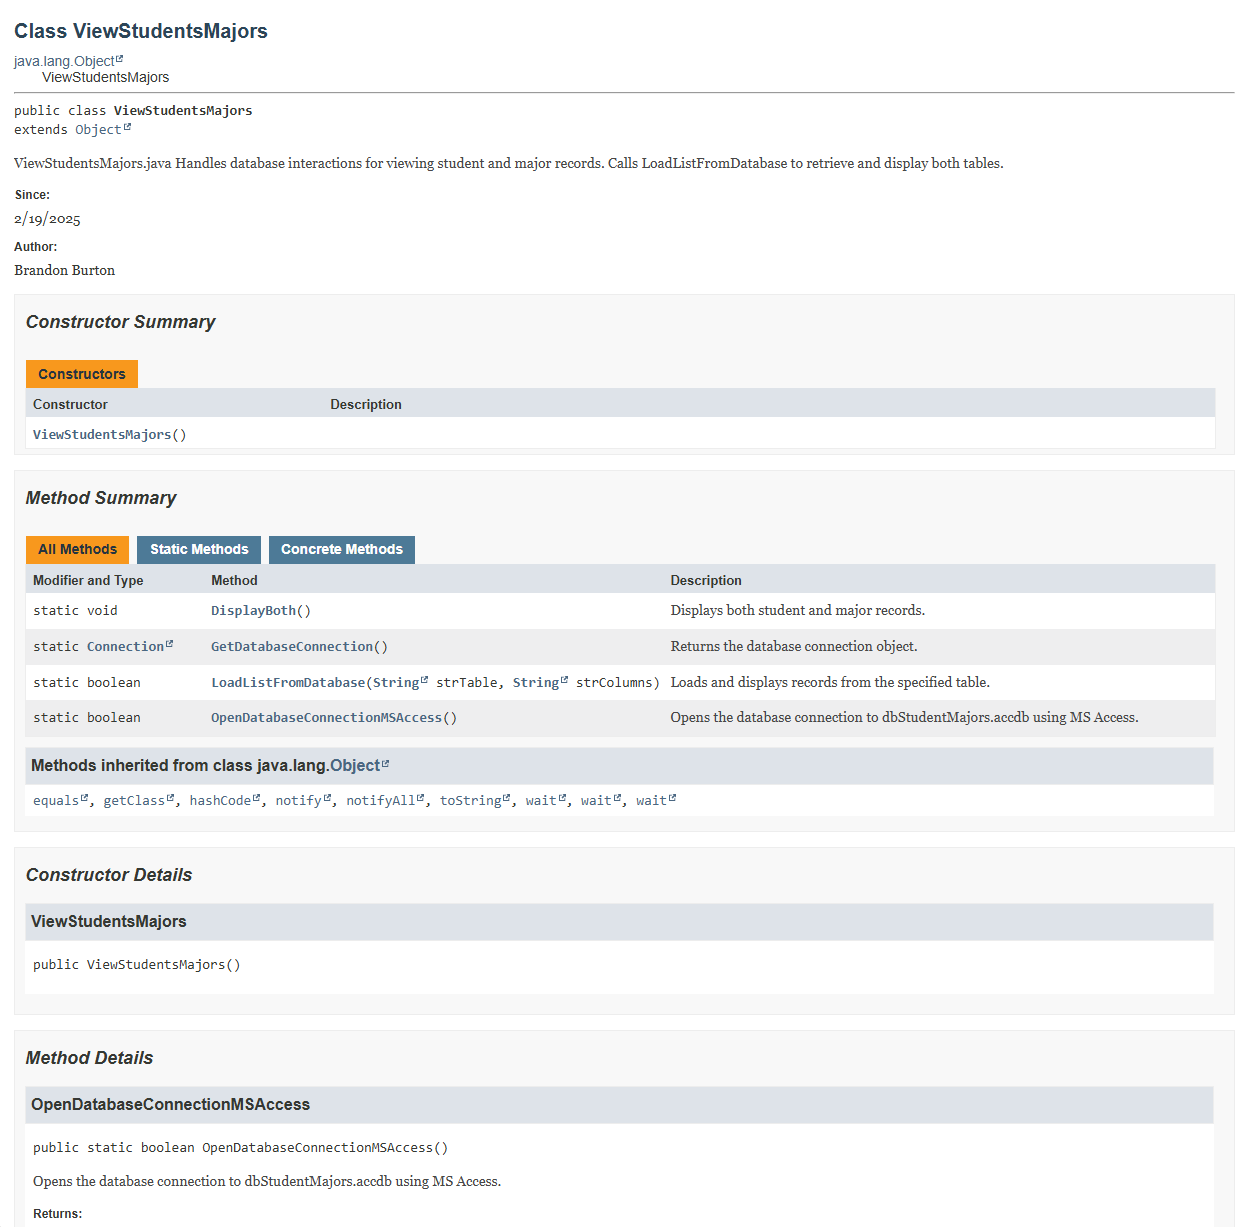 Class ViewStudentsMajors
java.lang.Object
ViewStudentsMajors
public class ViewStudentsMajors
extends Object
ViewStudentsMajors.java Handles database interactions for viewing student and major records. Calls LoadListFromDatabase to retrieve and display both tables.
Since:
2/19/2025
Author:
Brandon Burton
Constructor Summary
Constructors
Constructor Description
ViewStudentsMajors()
Method Summary
All Methods Static Methods Concrete Methods
Modifier and Type Method Description
static void DisplayBoth() Displays both student and major records.
static Connection GetDatabaseConnection() Returns the database connection object.
static boolean LoadListFromDatabase(String strTable, String strColumns) Loads and displays records from the specified table.
static boolean OpenDatabaseConnectionMSAccess() Opens the database connection to dbStudentMajors.accdb using MS Access.
Methods inherited from class java.lang.Object
equals, getClass, hashCode, notify, notifyAll, toString, wait, wait, wait
Constructor Details
ViewStudentsMajors
public ViewStudentsMajors()
Method Details
OpenDatabaseConnectionMSAccess
public static boolean OpenDatabaseConnectionMSAccess()
Opens the database connection to dbStudentMajors.accdb using MS Access.
Returns: